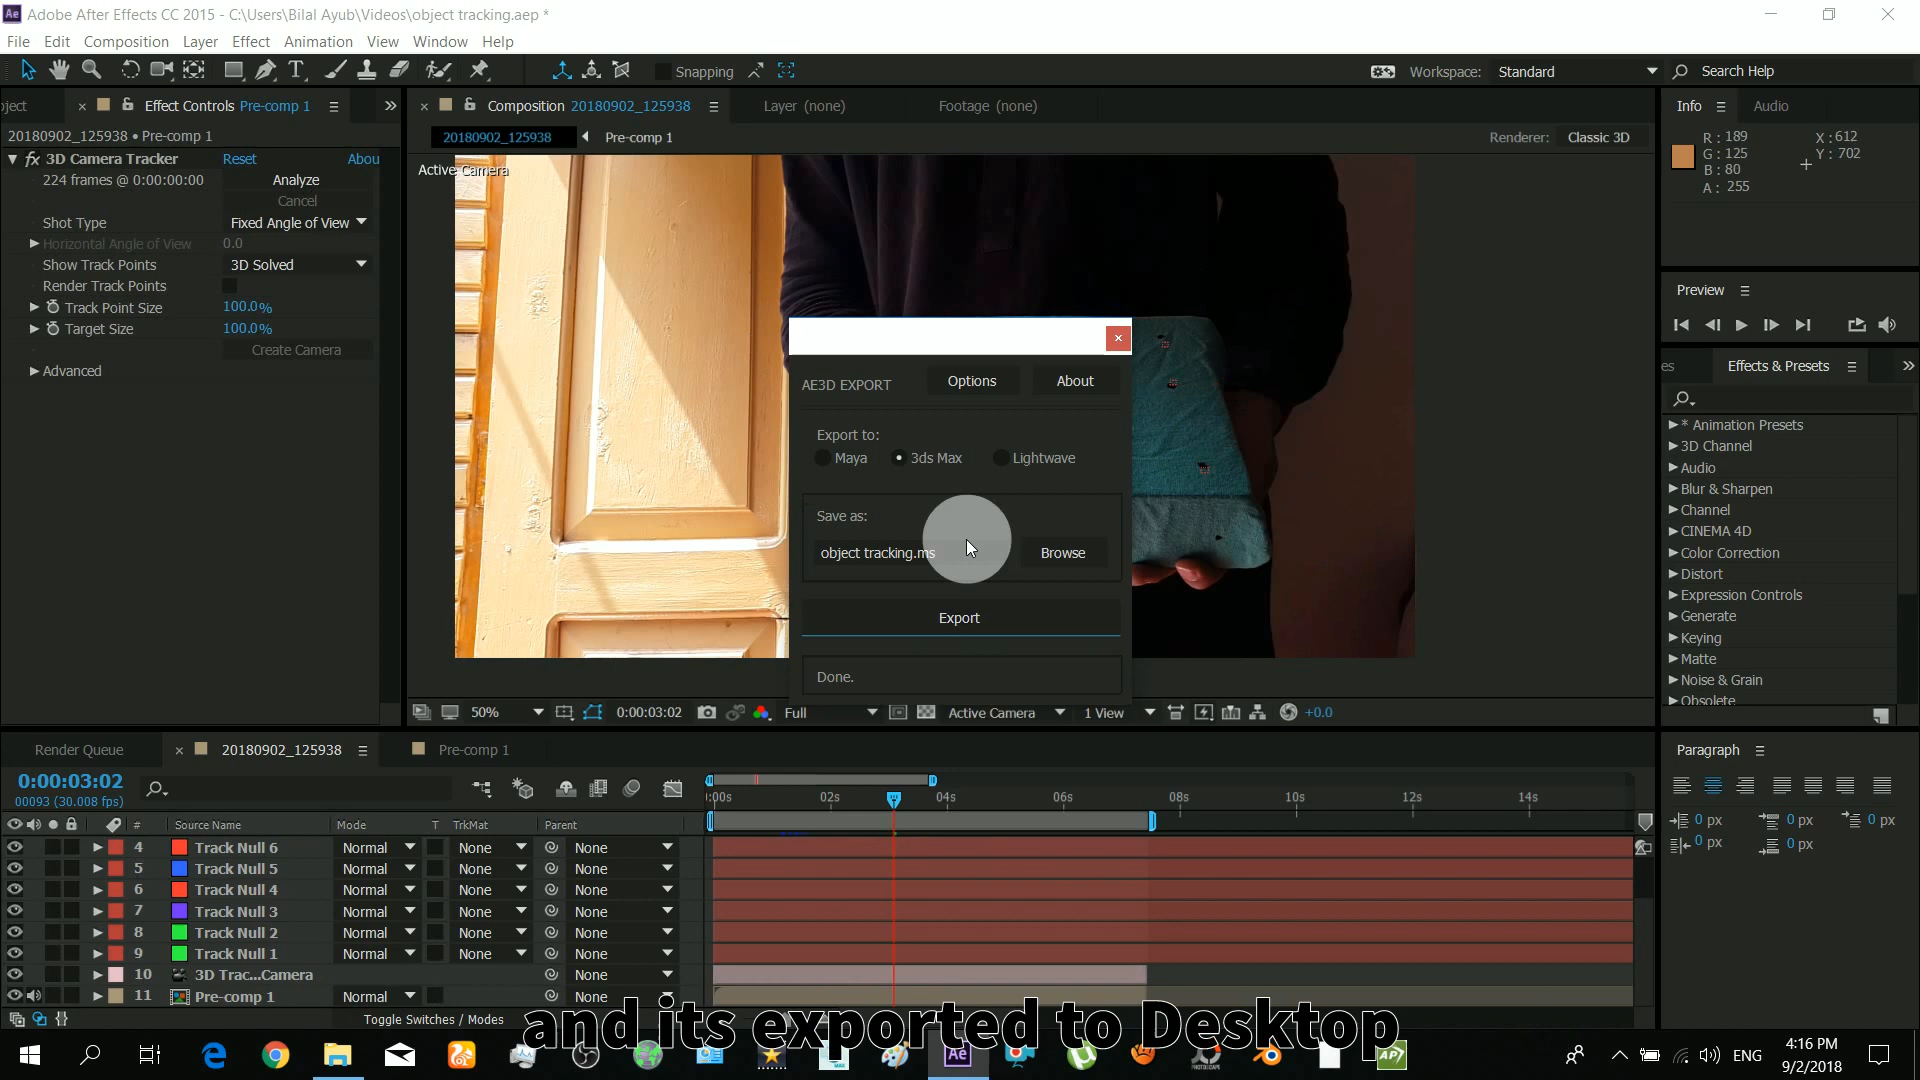 Adobe After Effects CC 2015 - C:\Users\Bilal Ayub\Videos\object tracking.aep *
File Edit Composition Layer Effect Animation View Window Help
Snapping
Workspace: Standard
Search Help
oject
Effect Controls Pre-comp 1
20180902_125938 • Pre-comp 1
fx 3D Camera Tracker Reset Abou
224 frames @ 0:00:00:00 Analyze
Cancel
Shot Type Fixed Angle of View
Horizontal Angle of View 0.0
Show Track Points 3D Solved
Render Track Points
Track Point Size 100.0%
Target Size 100.0%
Create Camera
Advanced
Composition 20180902_125938 Layer (none) Footage (none)
20180902_125938 Pre-comp 1 Renderer: Classic 3D
Active Camera
AE3D EXPORT Options About
Export to:
Maya 3ds Max Lightwave
Save as:
object tracking.ms Browse
Export
Done.
50% 0:00:03:02 Full Active Camera 1 View +0.0
Info Audio
R: 189 X: 612
G: 125 Y: 702
B: 80
A: 255
Preview
es Effects & Presets
* Animation Presets
3D Channel
Audio
Blur & Sharpen
Channel
CINEMA 4D
Color Correction
Distort
Expression Controls
Generate
Keying
Matte
Noise & Grain
Obsolete
Render Queue 20180902_125938 Pre-comp 1
0:00:03:02
00093 (30.008 fps)
:00s 02s 04s 06s 08s 10s 12s 14s
# Source Name Mode T TrkMat Parent
4 Track Null 6 Normal None None
5 Track Null 5 Normal None None
6 Track Null 4 Normal None None
7 Track Null 3 Normal None None
8 Track Null 2 Normal None None
9 Track Null 1 Normal None None
10 3D Trac...Camera None
11 Pre-comp 1 Normal None
Toggle Switches / Modes
Paragraph
0 px 0 px 0 px
0 px 0 px
and its exported to Desktop
Ae
AP
ENG
4:16 PM
9/2/2018